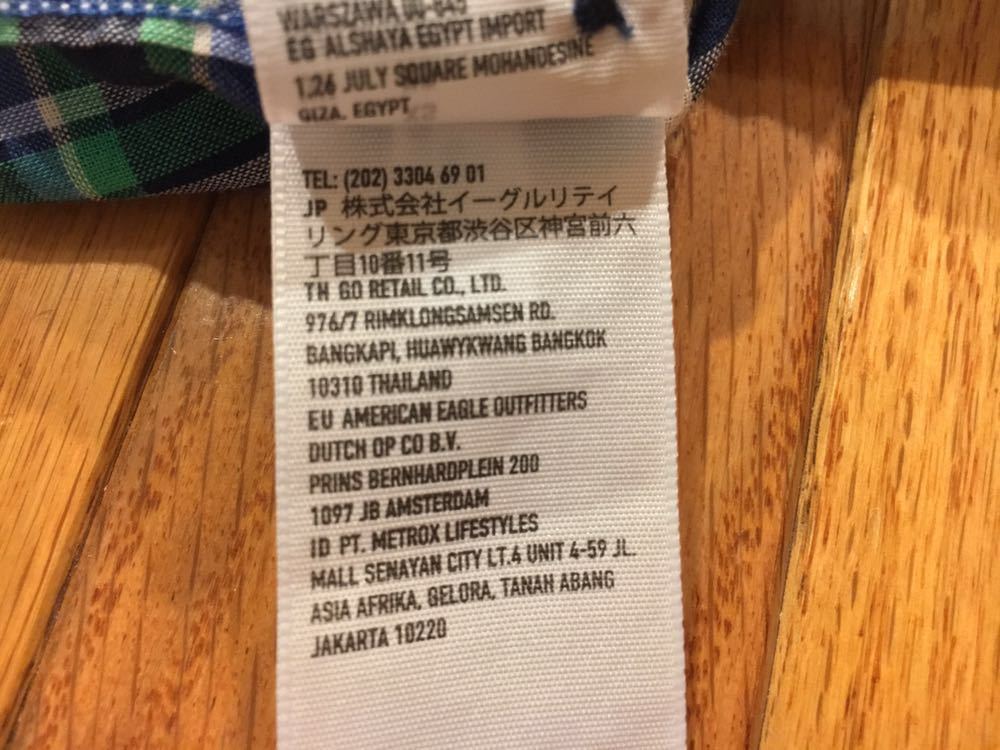 WARSZAWA 00-645
EG ALSHAYA EGYPT IMPORT
1,26 JULY SQUARE MOHANDESINE
GIZA, EGYPT
TEL: (202) 3304 69 01
JP 株式会社イーグルリテイ
リング東京都渋谷区神宮前六
丁目10番11号
TH GO RETAIL CO., LTD.
976/7 RIMKLONGSAMSEN RD.
BANGKAPI, HUAWYKWANG BANGKOK
10310 THAILAND
EU AMERICAN EAGLE OUTFITTERS
DUTCH OP CO B.V.
PRINS BERNHARDPLEIN 200
1097 JB AMSTERDAM
ID PT. METROX LIFESTYLES
MALL SENAYAN CITY LT.4 UNIT 4-59 JL.
ASIA AFRIKA, GELORA, TANAH ABANG
JAKARTA 10220